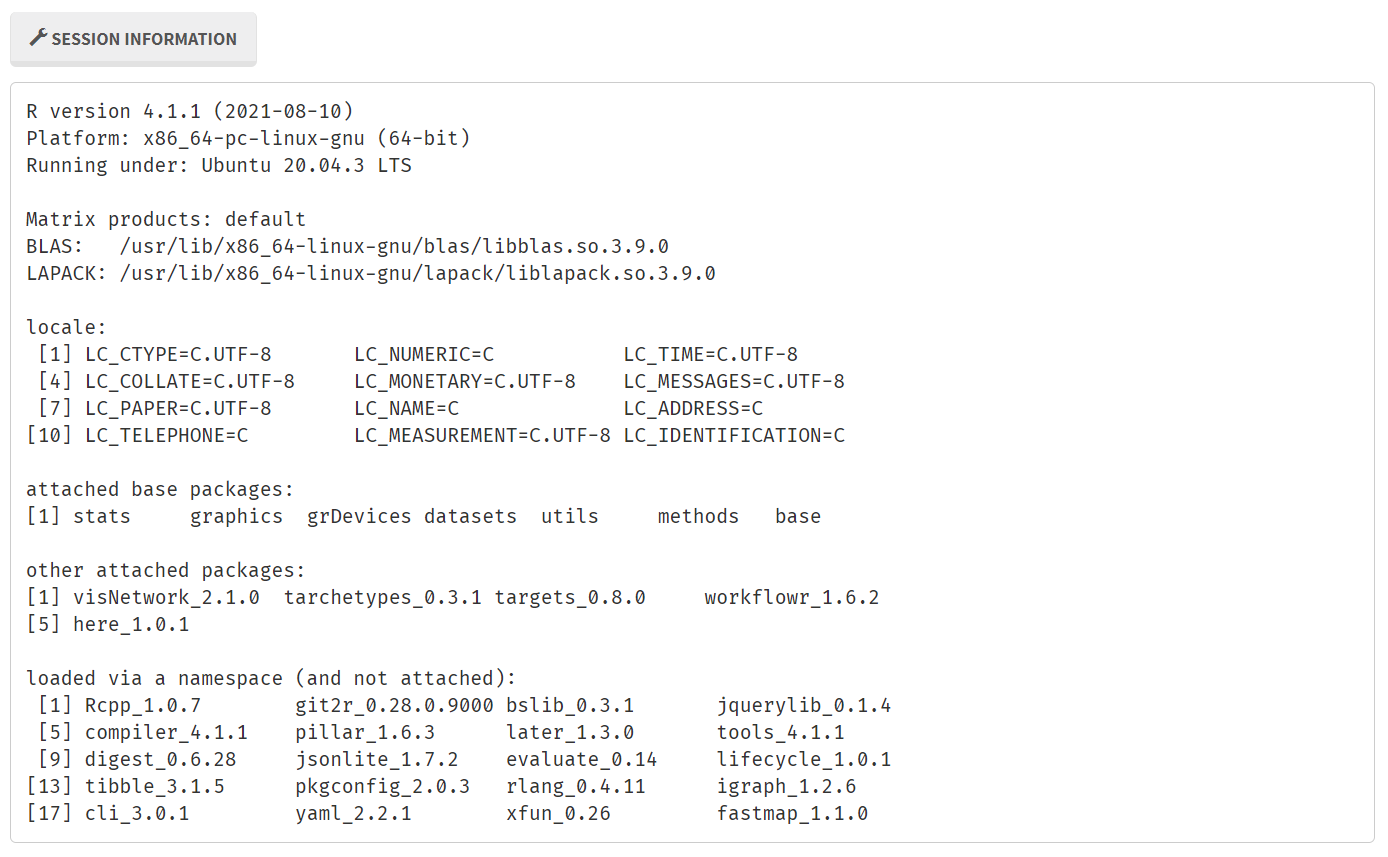 SESSION INFORMATION
R version 4.1.1 (2021-08-10)
Platform: x86_64-pc-linux-gnu (64-bit)
Running under: Ubuntu 20.04.3 LTS
Matrix products: default
BLAS:   /usr/lib/x86_64-linux-gnu/blas/libblas.so.3.9.0
LAPACK: /usr/lib/x86_64-linux-gnu/lapack/liblapack.so.3.9.0
locale:
 [1] LC_CTYPE=C.UTF-8       LC_NUMERIC=C           LC_TIME=C.UTF-8
 [4] LC_COLLATE=C.UTF-8     LC_MONETARY=C.UTF-8    LC_MESSAGES=C.UTF-8
 [7] LC_PAPER=C.UTF-8       LC_NAME=C              LC_ADDRESS=C
[10] LC_TELEPHONE=C         LC_MEASUREMENT=C.UTF-8 LC_IDENTIFICATION=C
attached base packages:
[1] stats     graphics  grDevices datasets  utils     methods   base
other attached packages:
[1] visNetwork_2.1.0  tarchetypes_0.3.1 targets_0.8.0     workflowr_1.6.2
[5] here_1.0.1
loaded via a namespace (and not attached):
 [1] Rcpp_1.0.7        git2r_0.28.0.9000 bslib_0.3.1       jquerylib_0.1.4
 [5] compiler_4.1.1    pillar_1.6.3      later_1.3.0       tools_4.1.1
 [9] digest_0.6.28     jsonlite_1.7.2    evaluate_0.14     lifecycle_1.0.1
[13] tibble_3.1.5      pkgconfig_2.0.3   rlang_0.4.11      igraph_1.2.6
[17] cli_3.0.1         yaml_2.2.1        xfun_0.26         fastmap_1.1.0